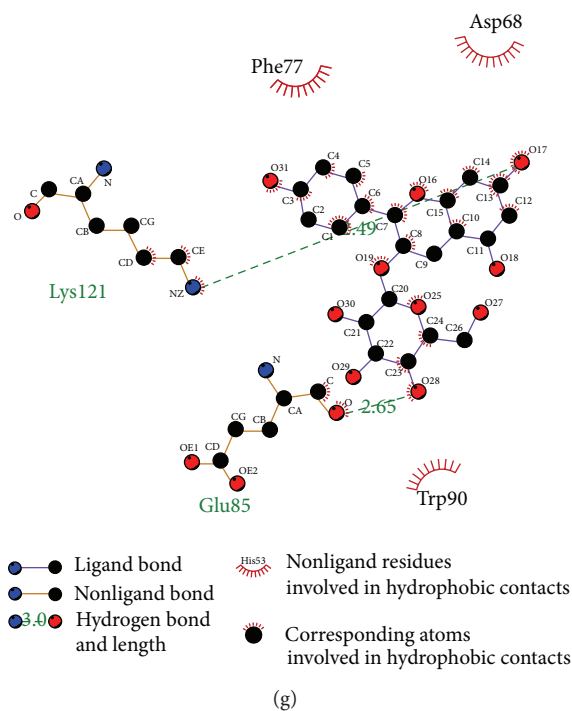 Asp68
Phe77
C4
C5
C14
O17
O31
O16
C3
C6
C13
C15
C12
C2
C7
C10
C1
.49
C8
C11
C9
O18
O19
CA
N
C
O
CB
CG
CD
CE
NZ
Lys121
C20
O25
O30
O27
C21
C24
C26
C22
O29
C23
O28
N
C
CA
O
2.65
CG
CB
CD
OE1
OE2
Glu85
Trp90
Ligand bond
Nonligand bond
3.0 Hydrogen bond
and length
His53 Nonligand residues
involved in hydrophobic contacts
Corresponding atoms
involved in hydrophobic contacts
(g)